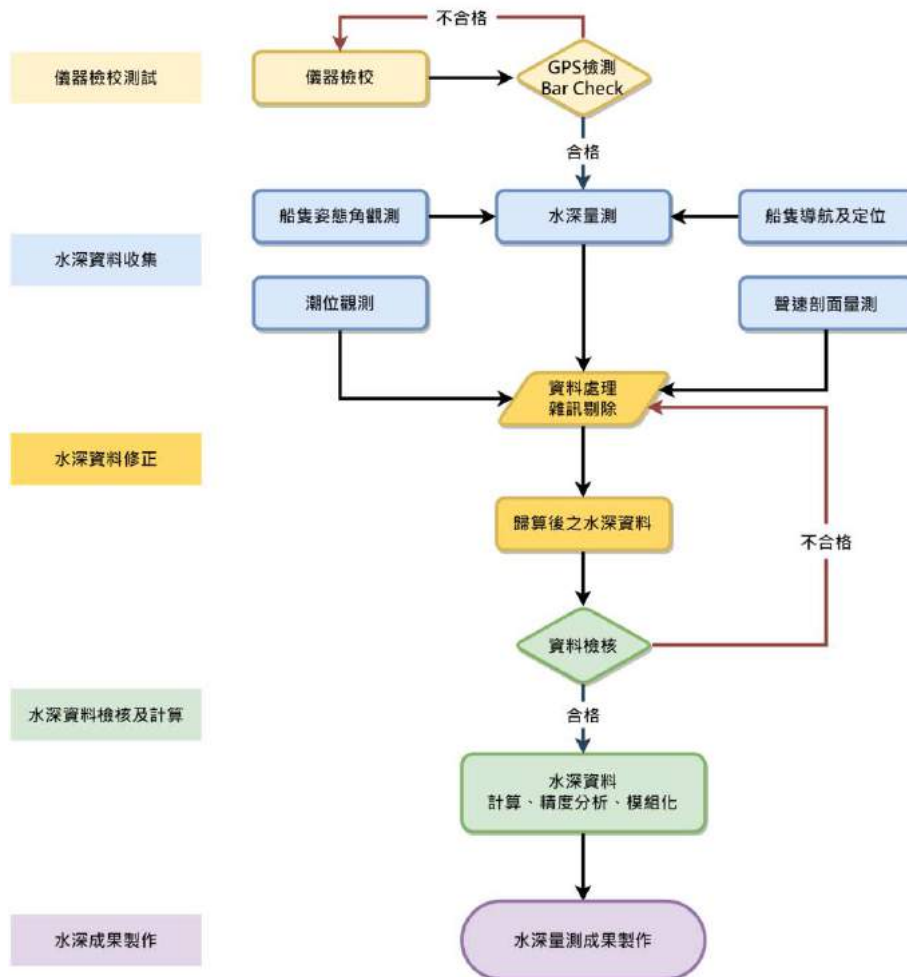 不合格
儀器檢校測試
儀器檢校
GPS檢測
Bar Check
合格
船隻姿態角觀測
水深量測
船隻導航及定位
水深資料收集
潮位觀測
聲速剖面量測
資料處理
雜訊剔除
水深資料修正
歸算後之水深資料
不合格
資料檢核
水深資料檢核及計算
合格
水深資料
計算、精度分析、模組化
水深成果製作
水深量測成果製作